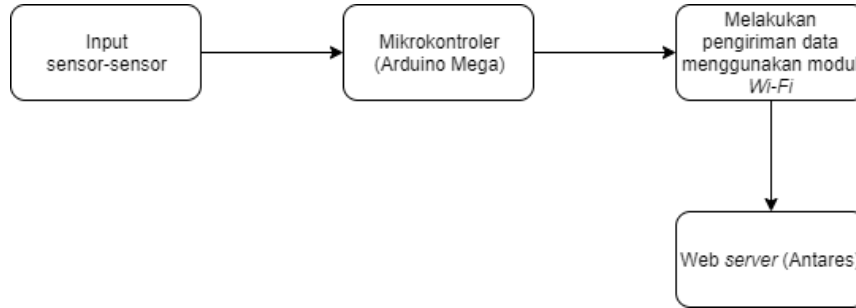 Input
sensor-sensor
Mikrokontroler
(Arduino Mega)
Melakukan
pengiriman data
menggunakan modul
Wi-Fi
Web server (Antares)